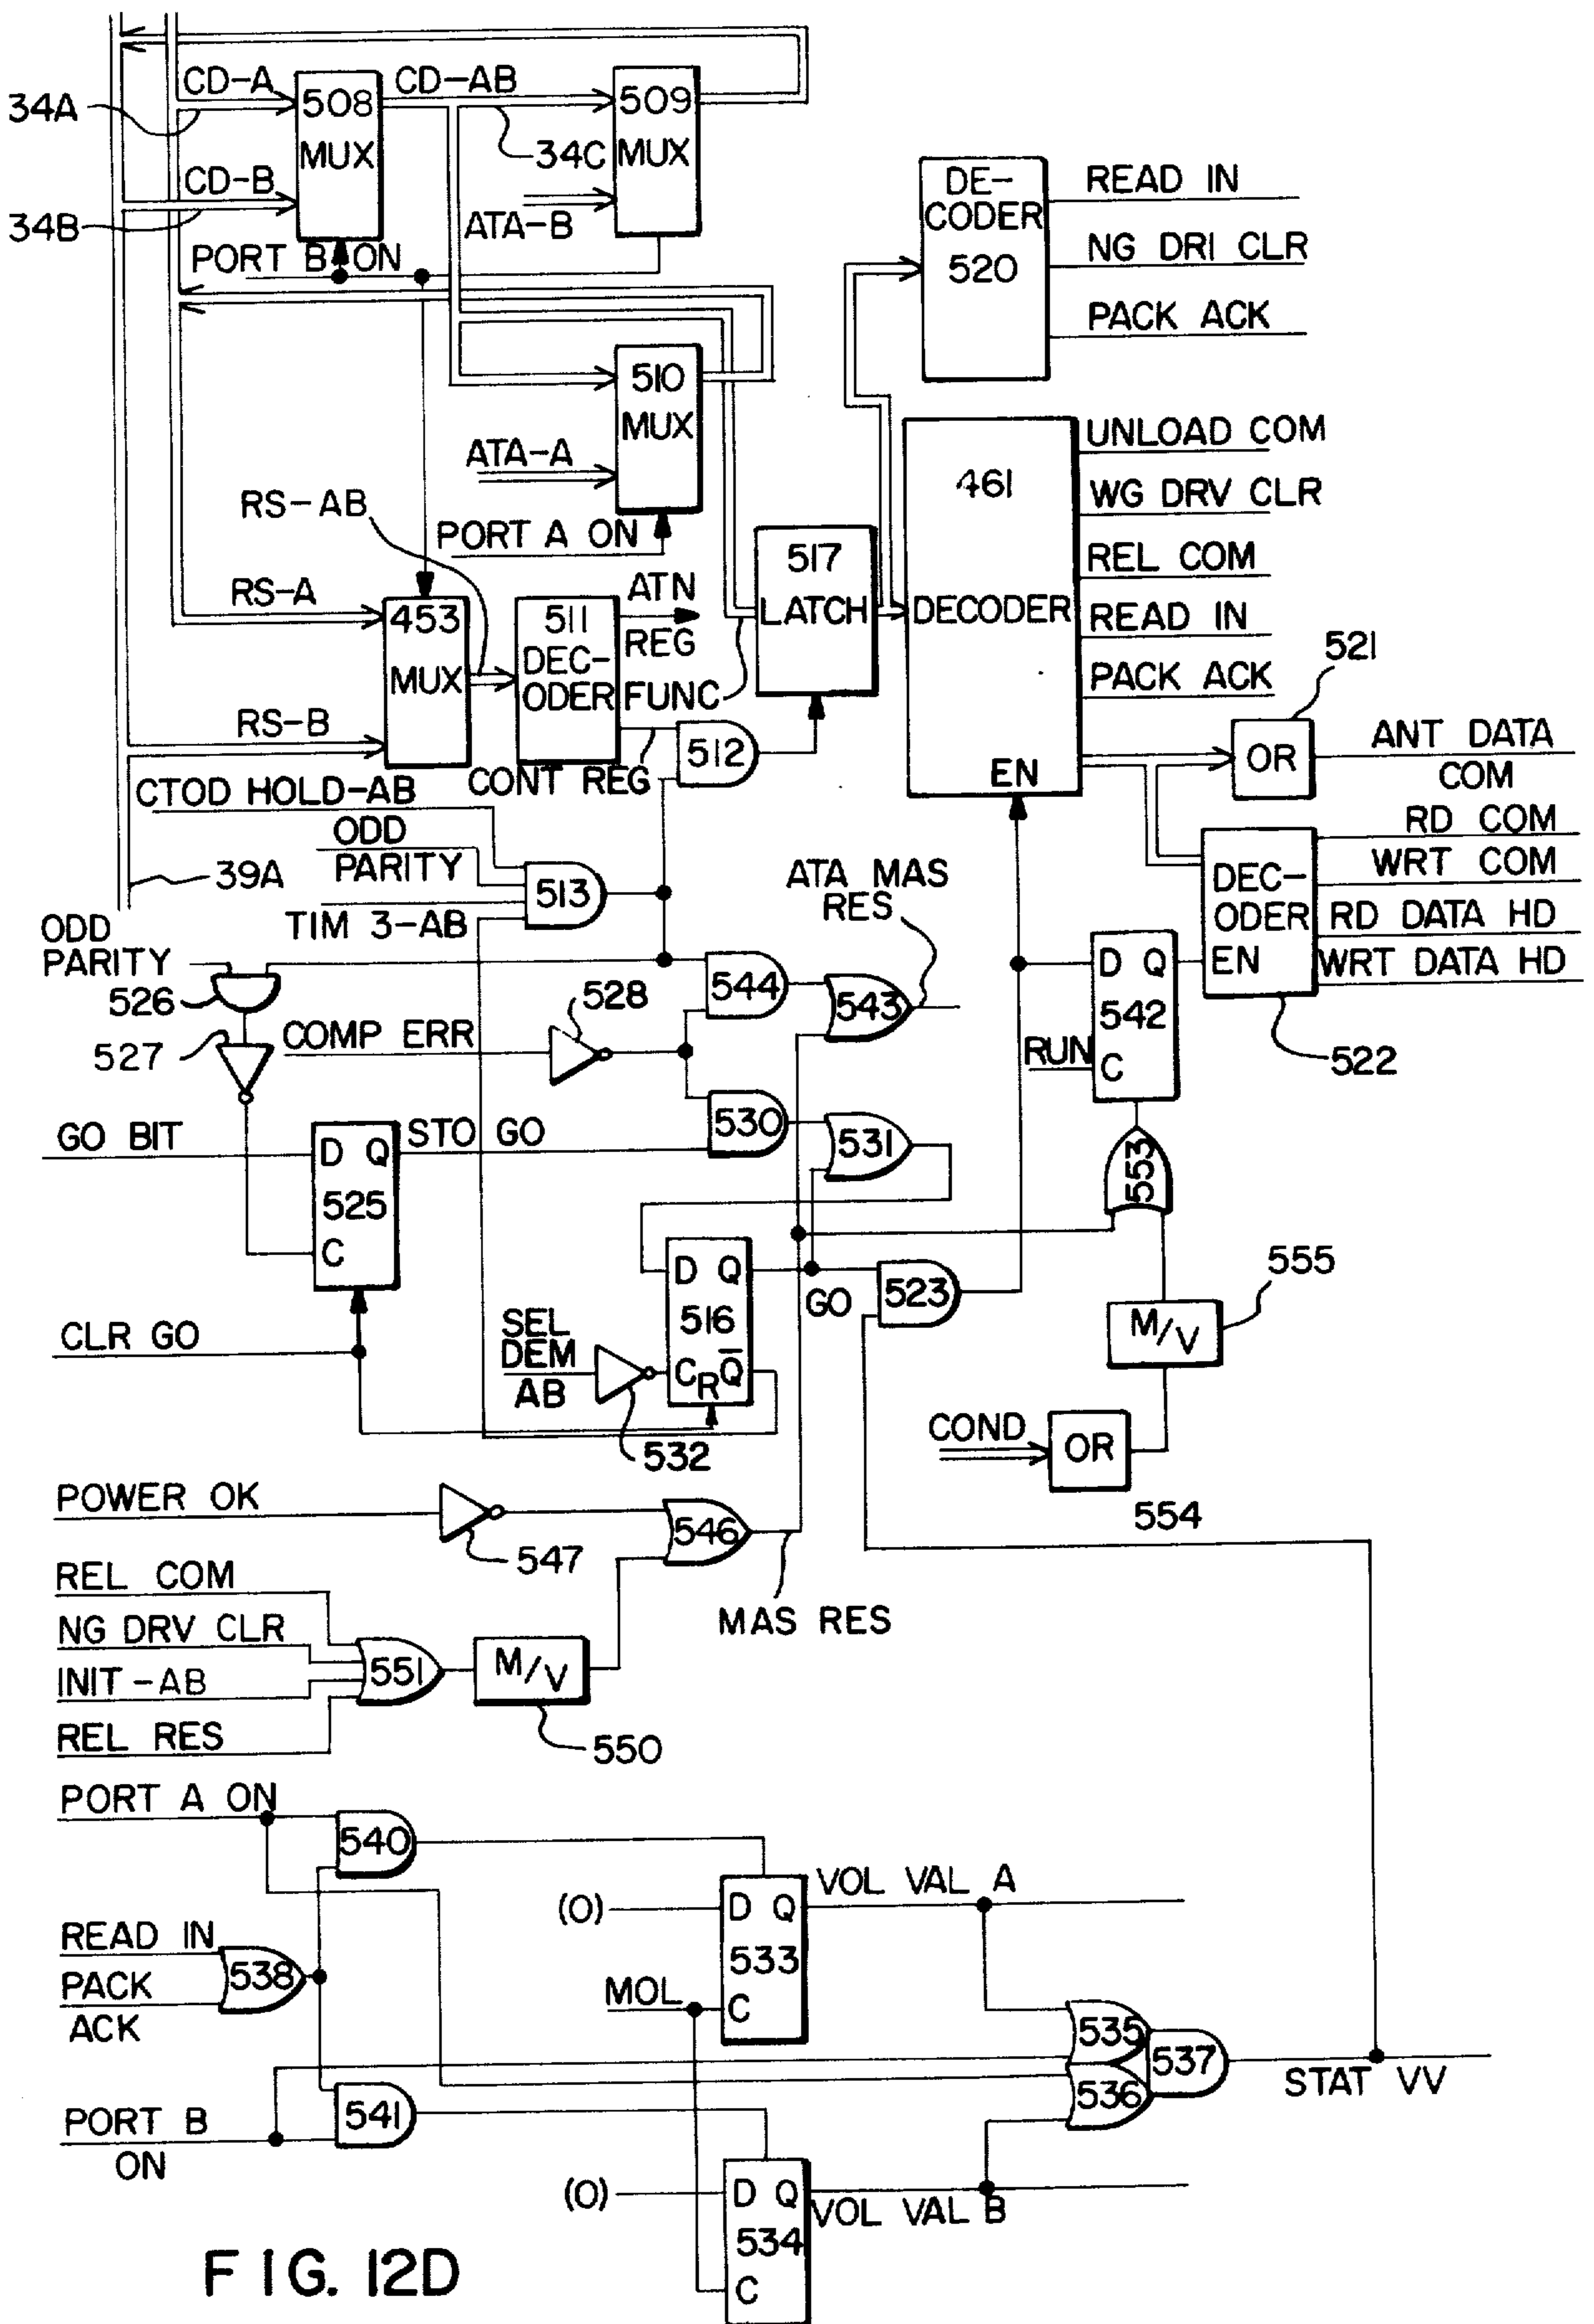 CD-A
34A
CD-B
34B
508
MUX
CD-AB
34C
509
MUX
ATA-B
PORT B ON
510
MUX
ATA-A
PORT A ON
RS-AB
RS-A
453
MUX
RS-B
511
DEC-
ODER
ATN
REG
FUNC
CONT REG
512
517
LATCH
DE-
CODER
520
READ IN
NG DRI CLR
PACK ACK
461
DECODER
EN
UNLOAD COM
WG DRV CLR
REL COM
READ IN
PACK ACK
521
OR
ANT DATA
COM
DEC-
ODER
EN
RD COM
WRT COM
RD DATA HD
WRT DATA HD
522
CTOD HOLD-AB
ODD
PARITY
TIM 3-AB
513
39A
ODD
PARITY
526
527
COMP ERR
528
544
543
ATA MAS
RES
530
531
D Q
542
C
RUN
553
555
M/V
COND
OR
554
GO BIT
D Q
525
C
STO GO
CLR GO
SEL
DEM
AB
532
D Q
516
C R Q̅
GO
523
POWER OK
547
546
MAS RES
REL COM
NG DRV CLR
INIT-AB
REL RES
551
M/V
550
PORT A ON
540
READ IN
PACK
ACK
538
PORT B
ON
541
(0)
D Q
533
C
MOL
VOL VAL A
(0)
D Q
534
C
VOL VAL B
535
536
537
STAT VV
FIG. 12D